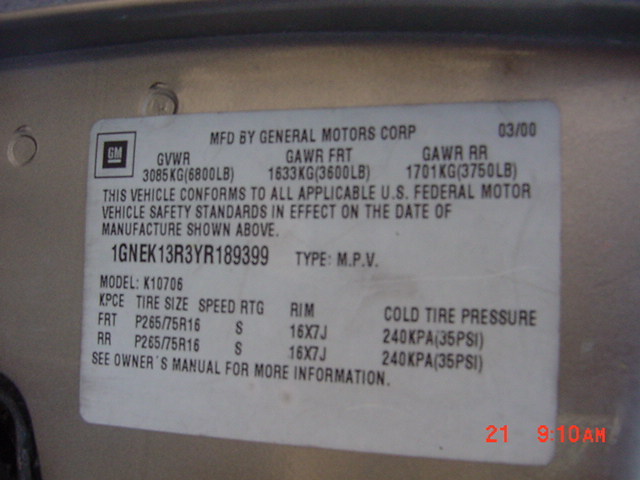 MFD BY GENERAL MOTORS CORP 03/00
GM
GVWR GAWR FRT GAWR RR
3085KG(6800LB) 1633KG(3600LB) 1701KG(3750LB)
THIS VEHICLE CONFORMS TO ALL APPLICABLE U.S. FEDERAL MOTOR
VEHICLE SAFETY STANDARDS IN EFFECT ON THE DATE OF
MANUFACTURE SHOWN ABOVE.
1GNEK13R3YR189399 TYPE: M.P.V.
MODEL: K10706
KPCE TIRE SIZE SPEED RTG RIM COLD TIRE PRESSURE
FRT P265/75R16 S 16X7J 240KPA(35PSI)
RR P265/75R16 S 16X7J 240KPA(35PSI)
SEE OWNER'S MANUAL FOR MORE INFORMATION.
21 9:10AM